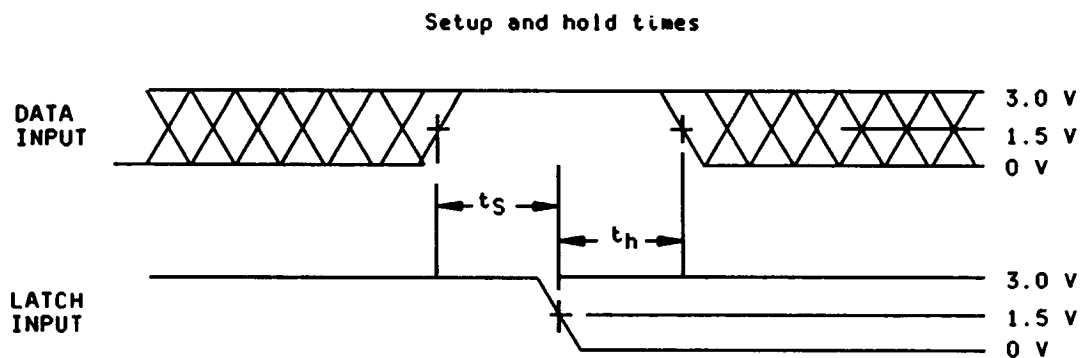 Setup and hold times
DATA
INPUT
3.0 V
1.5 V
0 V
tS
th
LATCH
INPUT
3.0 V
1.5 V
0 V